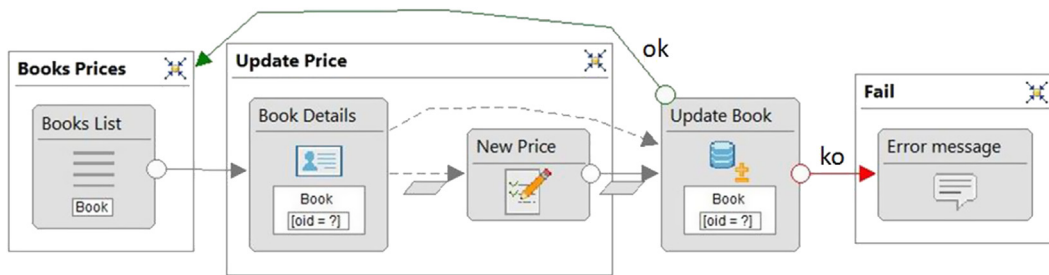 Books Prices
Books List
Book
Update Price
Book Details
Book
[oid = ?]
New Price
ok
Update Book
Book
[oid = ?]
ko
Fail
Error message